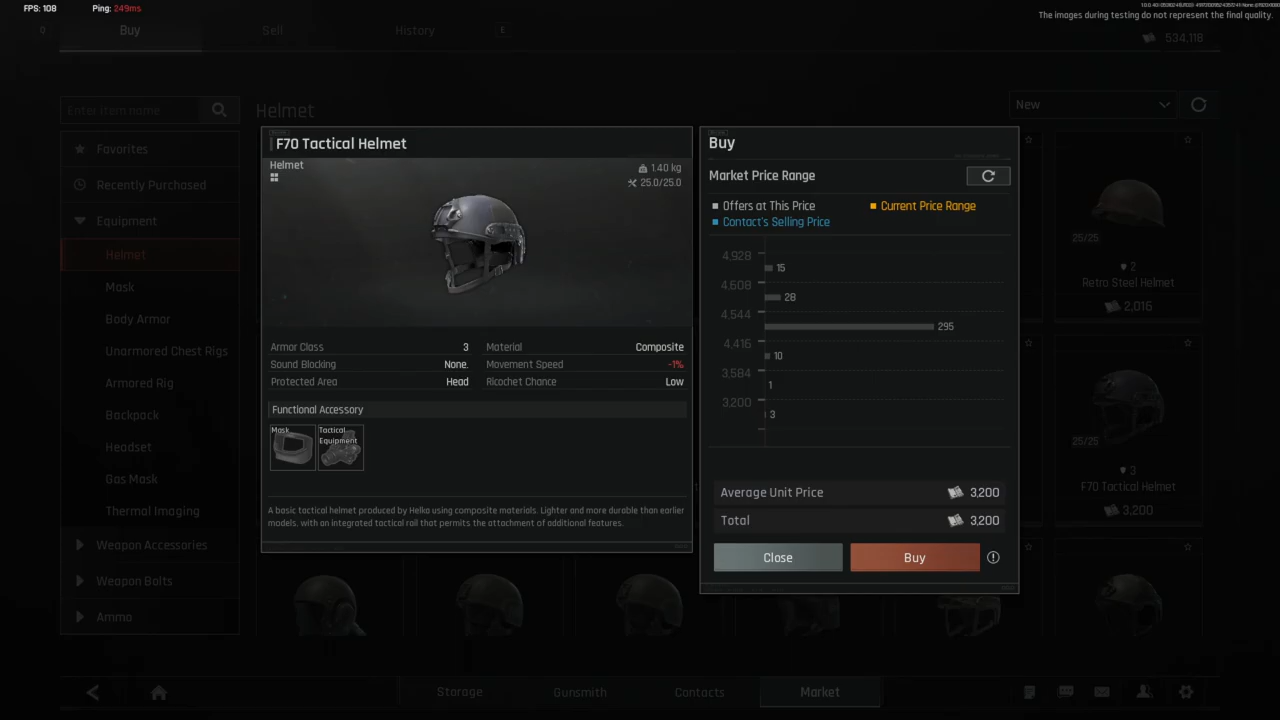 FPS: 108
Ping: 249ms
The images during testing do not represent the final quality.
Q
Buy
Sell
History
E
534,118
Enter item name
Helmet
New
Favorites
Recently Purchased
Equipment
Helmet
Mask
Body Armor
Unarmored Chest Rigs
Armored Rig
Backpack
Headset
Gas Mask
Thermal Imaging
Weapon Accessories
Weapon Bolts
Ammo
F70 Tactical Helmet
Helmet
1.40 kg
25.0/25.0
Armor Class 3 Material Composite
Sound Blocking None. Movement Speed -1%
Protected Area Head Ricochet Chance Low
Functional Accessory
Mask
Tactical
Equipment
A basic tactical helmet produced by Helka using composite materials. Lighter and more durable than earlier
models, with an integrated tactical rail that permits the attachment of additional features.
Buy
Market Price Range
Offers at This Price
Current Price Range
Contact's Selling Price
4,928
15
4,608
28
4,544
295
4,416
10
3,584
1
3,200
3
Average Unit Price 3,200
Total 3,200
Close
Buy
25/25
2
Retro Steel Helmet
2,016
25/25
3
F70 Tactical Helmet
3,200
Storage
Gunsmith
Contacts
Market